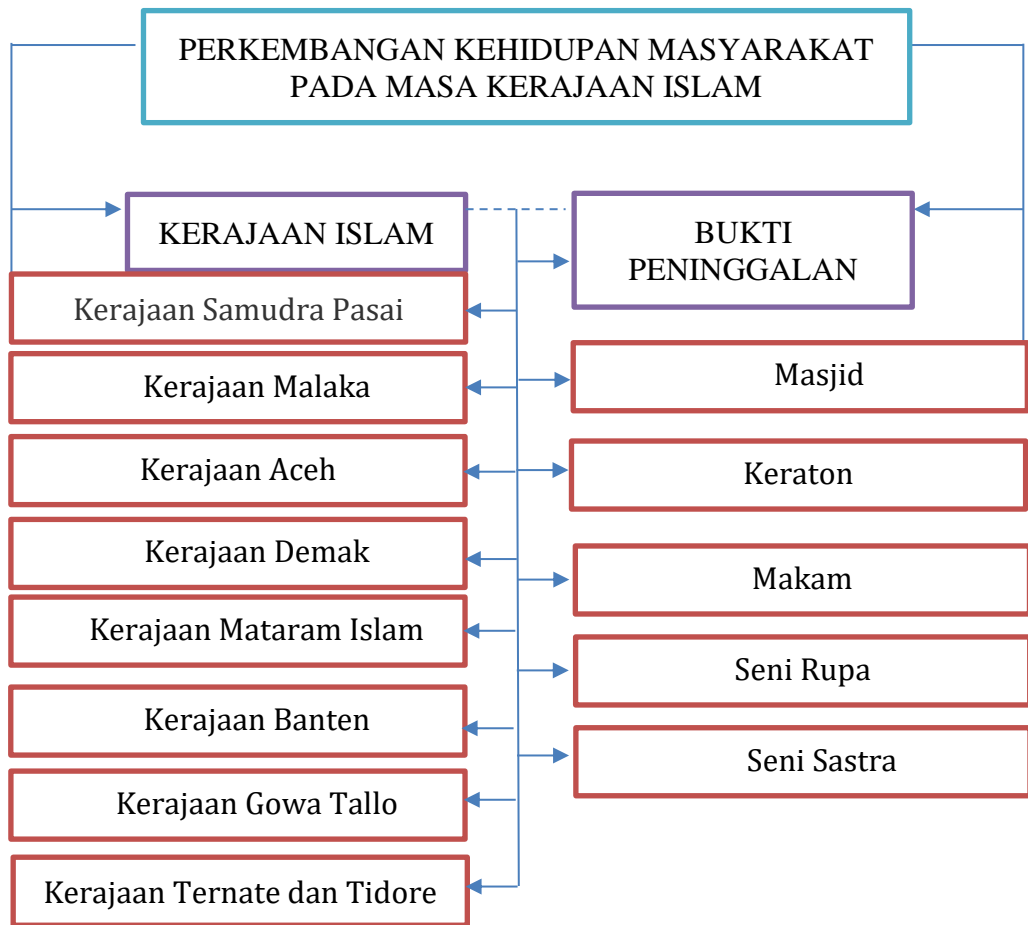 PERKEMBANGAN KEHIDUPAN MASYARAKAT
PADA MASA KERAJAAN ISLAM
KERAJAAN ISLAM
Kerajaan Samudra Pasai
Kerajaan Malaka
Kerajaan Aceh
Kerajaan Demak
Kerajaan Mataram Islam
Kerajaan Banten
Kerajaan Gowa Tallo
Kerajaan Ternate dan Tidore
BUKTI
PENINGGALAN
Masjid
Keraton
Makam
Seni Rupa
Seni Sastra